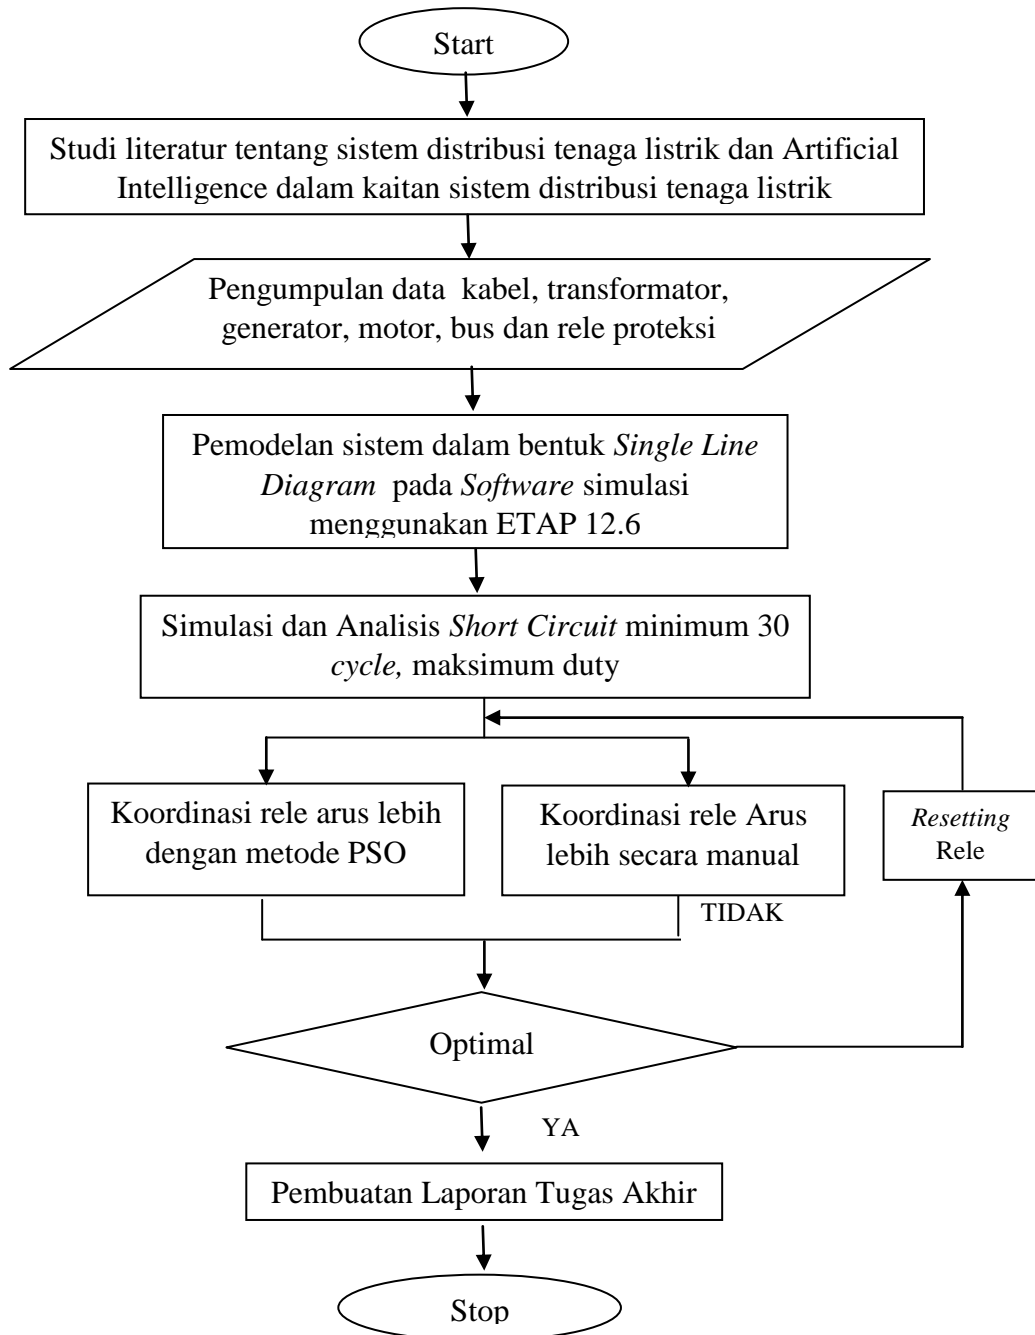 Start
Studi literatur tentang sistem distribusi tenaga listrik dan Artificial
Intelligence dalam kaitan sistem distribusi tenaga listrik
Pengumpulan data kabel, transformator,
generator, motor, bus dan rele proteksi
Pemodelan sistem dalam bentuk Single Line
Diagram pada Software simulasi
menggunakan ETAP 12.6
Simulasi dan Analisis Short Circuit minimum 30
cycle, maksimum duty
Koordinasi rele arus lebih
dengan metode PSO
Koordinasi rele Arus
lebih secara manual
Resetting
Rele
TIDAK
Optimal
YA
Pembuatan Laporan Tugas Akhir
Stop